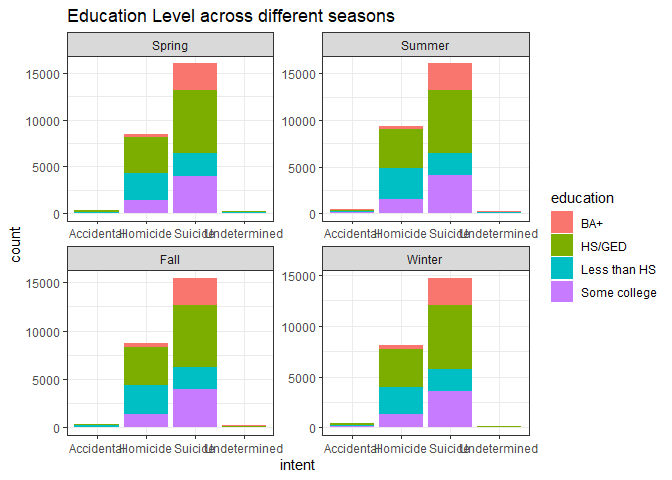 Education Level across different seasons
Spring
Summer
15000
10000
5000
0
15000
10000
5000
0
Accidental Homicide Suicide Undetermined
Accidental Homicide Suicide Undetermined
Fall
Winter
15000
10000
5000
0
15000
10000
5000
0
Accidental Homicide Suicide Undetermined
Accidental Homicide Suicide Undetermined
count
intent
education
BA+
HS/GED
Less than HS
Some college